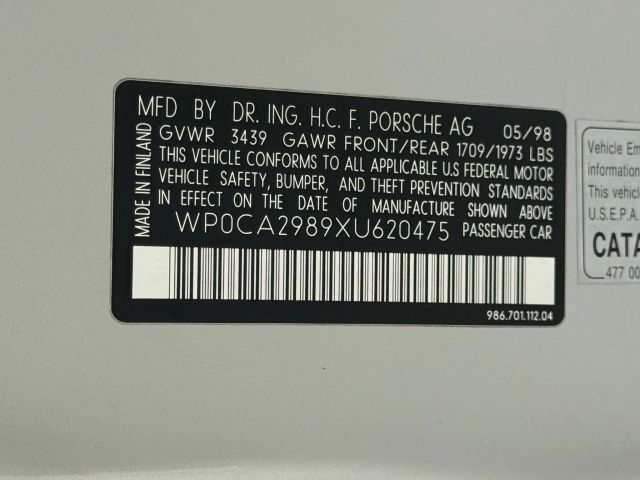 MFD BY DR. ING. H.C. F. PORSCHE AG 05/98
GVWR 3439 GAWR FRONT/REAR 1709/1973 LBS
THIS VEHICLE CONFORMS TO ALL APPLICABLE U.S FEDERAL MOTOR
VEHICLE SAFETY, BUMPER, AND THEFT PREVENTION STANDARDS
IN EFFECT ON THE DATE OF MANUFACTURE SHOWN ABOVE
WP0CA2989XU620475 PASSENGER CAR
MADE IN FINLAND
986.701.112.04
Vehicle Em
information
This vehicle
U.S.E.P.A.
CATA
477 00